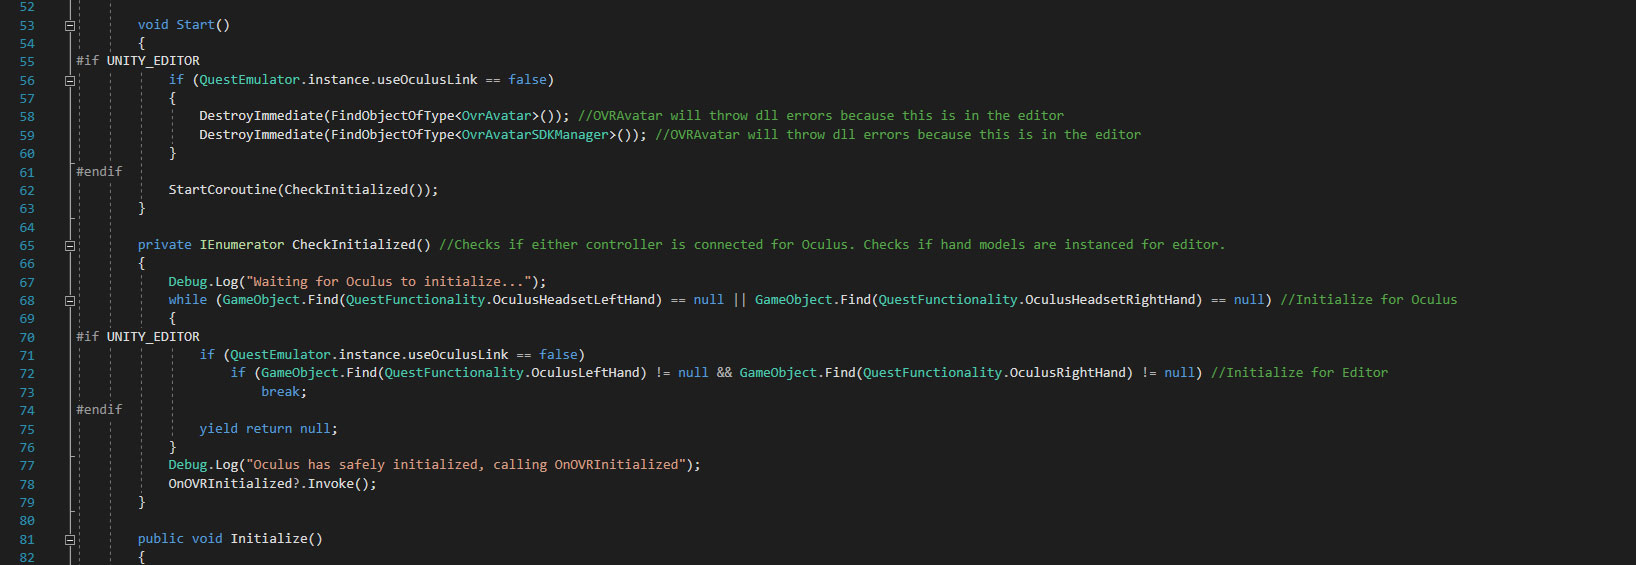 52
53 void Start()
54 {
55 #if UNITY_EDITOR
56 if (QuestEmulator.instance.useOculusLink == false)
57 {
58 DestroyImmediate(FindObjectOfType<OvrAvatar>()); //OVRAvatar will throw dll errors because this is in the editor
59 DestroyImmediate(FindObjectOfType<OvrAvatarSDKManager>()); //OVRAvatar will throw dll errors because this is in the editor
60 }
61 #endif
62 StartCoroutine(CheckInitialized());
63 }
64
65 private IEnumerator CheckInitialized() //Checks if either controller is connected for Oculus. Checks if hand models are instanced for editor.
66 {
67 Debug.Log("Waiting for Oculus to initialize...");
68 while (GameObject.Find(QuestFunctionality.OculusHeadsetLeftHand) == null || GameObject.Find(QuestFunctionality.OculusHeadsetRightHand) == null) //Initialize for Oculus
69 {
70 #if UNITY_EDITOR
71 if (QuestEmulator.instance.useOculusLink == false)
72 if (GameObject.Find(QuestFunctionality.OculusLeftHand) != null && GameObject.Find(QuestFunctionality.OculusRightHand) != null) //Initialize for Editor
73 break;
74 #endif
75 yield return null;
76 }
77 Debug.Log("Oculus has safely initialized, calling OnOVRInitialized");
78 OnOVRInitialized?.Invoke();
79 }
80
81 public void Initialize()
82 {